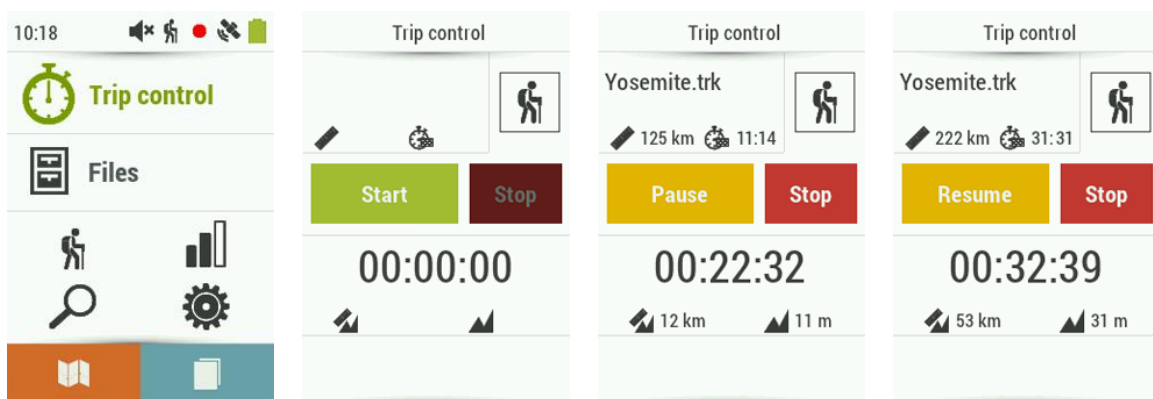 10:18
Trip control
Files
Trip control
Start
Stop
00:00:00
Trip control
Yosemite.trk
125 km 11:14
Pause
Stop
00:22:32
12 km 11 m
Trip control
Yosemite.trk
222 km 31:31
Resume
Stop
00:32:39
53 km 31 m